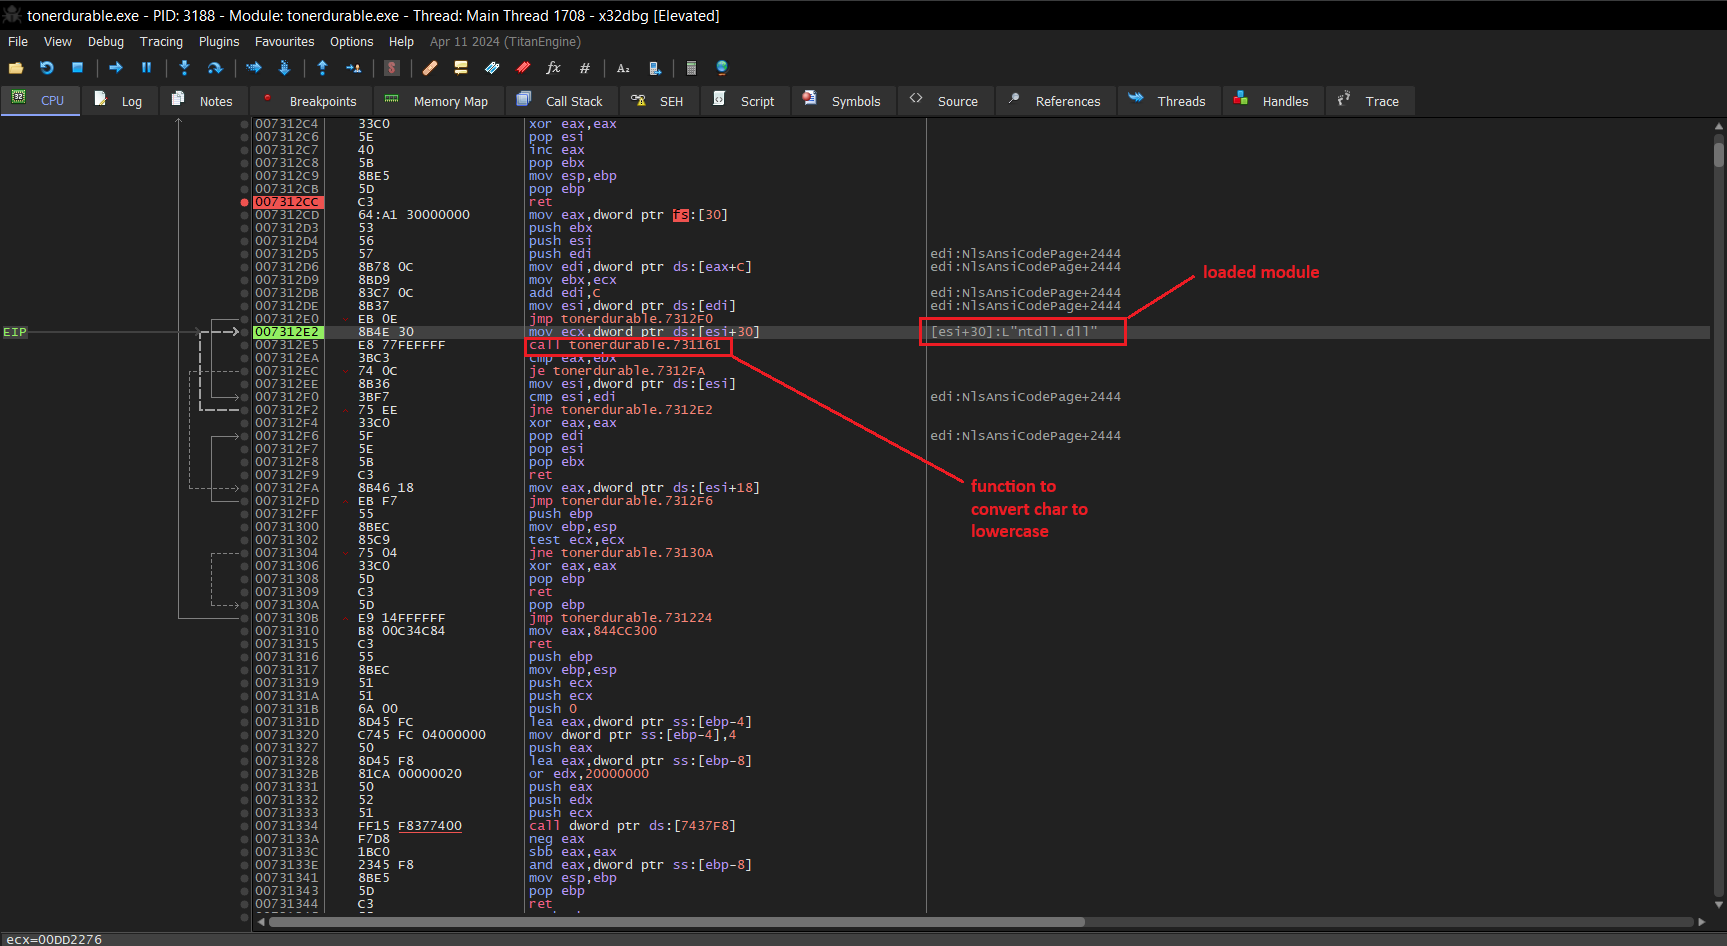 tonerdurable.exe - PID: 3188 - Module: tonerdurable.exe - Thread: Main Thread 1708 - x32dbg [Elevated]
File View Debug Tracing Plugins Favourites Options Help Apr 11 2024 (TitanEngine)
CPU Log Notes Breakpoints Memory Map Call Stack SEH Script Symbols Source References Threads Handles Trace
007312C4 33C0 xor eax,eax
007312C6 5E pop esi
007312C7 40 inc eax
007312C8 5B pop ebx
007312C9 8BE5 mov esp,ebp
007312CB 5D pop ebp
007312CC C3 ret
007312CD 64:A1 30000000 mov eax,dword ptr fs:[30]
007312D3 53 push ebx
007312D4 56 push esi
007312D5 57 push edi edi:NlsAnsiCodePage+2444
007312D6 8B78 0C mov edi,dword ptr ds:[eax+C] edi:NlsAnsiCodePage+2444
loaded module
007312D9 8BD9 mov ebx,ecx
007312DB 83C7 0C add edi,C edi:NlsAnsiCodePage+2444
007312DE 8B37 mov esi,dword ptr ds:[edi] edi:NlsAnsiCodePage+2444
007312E0 EB 0E jmp tonerdurable.7312F0
EIP 007312E2 8B4E 30 mov ecx,dword ptr ds:[esi+30] [esi+30]:L"ntdll.dll"
007312E5 E8 77FEFFFF call tonerdurable.731161
007312EA 3BC3 cmp eax,ebx
007312EC 74 0C je tonerdurable.7312FA
007312EE 8B36 mov esi,dword ptr ds:[esi]
007312F0 3BF7 cmp esi,edi edi:NlsAnsiCodePage+2444
007312F2 75 EE jne tonerdurable.7312E2
007312F4 33C0 xor eax,eax
007312F6 5F pop edi edi:NlsAnsiCodePage+2444
007312F7 5E pop esi
007312F8 5B pop ebx
007312F9 C3 ret
007312FA 8B46 18 mov eax,dword ptr ds:[esi+18]
function to
convert char to
lowercase
007312FD EB F7 jmp tonerdurable.7312F6
007312FF 55 push ebp
00731300 8BEC mov ebp,esp
00731302 85C9 test ecx,ecx
00731304 75 04 jne tonerdurable.73130A
00731306 33C0 xor eax,eax
00731308 5D pop ebp
00731309 C3 ret
0073130A 5D pop ebp
0073130B E9 14FFFFFF jmp tonerdurable.731224
00731310 B8 00C34C84 mov eax,844CC300
00731315 C3 ret
00731316 55 push ebp
00731317 8BEC mov ebp,esp
00731319 51 push ecx
0073131A 51 push ecx
0073131B 6A 00 push 0
0073131D 8D45 FC lea eax,dword ptr ss:[ebp-4]
00731320 C745 FC 04000000 mov dword ptr ss:[ebp-4],4
00731327 50 push eax
00731328 8D45 F8 lea eax,dword ptr ss:[ebp-8]
0073132B 81CA 00000020 or edx,20000000
00731331 50 push eax
00731332 52 push edx
00731333 51 push ecx
00731334 FF15 F8377400 call dword ptr ds:[7437F8]
0073133A F7D8 neg eax
0073133C 1BC0 sbb eax,eax
0073133E 2345 F8 and eax,dword ptr ss:[ebp-8]
00731341 8BE5 mov esp,ebp
00731343 5D pop ebp
00731344 C3 ret
ecx=00DD2276